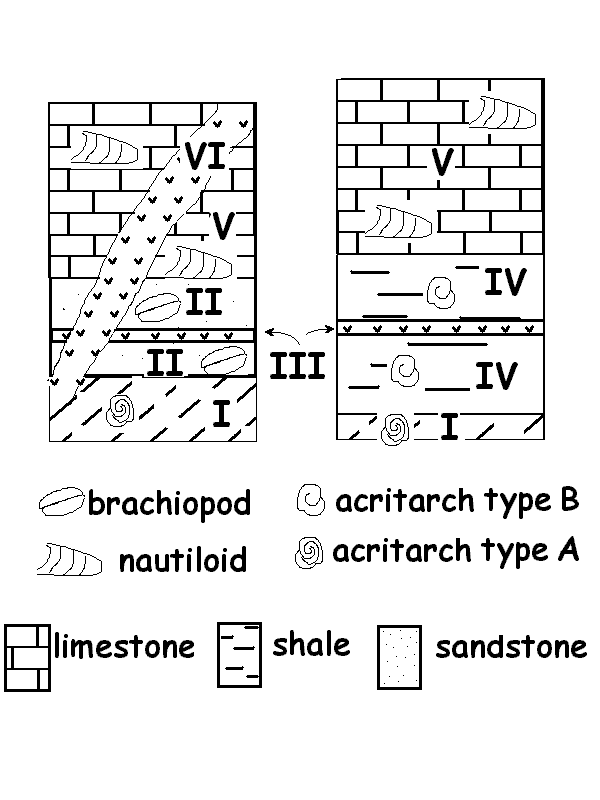 VI
V
V
IV
II
III
II
IV
I
I
brachiopod
acritarch type B
nautiloid
acritarch type A
limestone
shale
sandstone